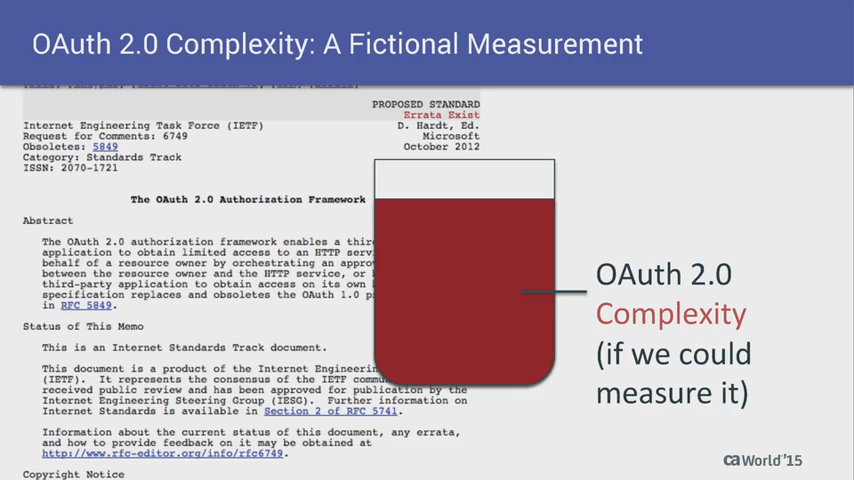 OAuth 2.0 Complexity: A Fictional Measurement
PROPOSED STANDARD
Errata Exist
Internet Engineering Task Force (IETF) D. Hardt, Ed.
Request for Comments: 6749 Microsoft
Obsoletes: 5849 October 2012
Category: Standards Track
ISSN: 2070-1721
The OAuth 2.0 Authorization Framework
Abstract
The OAuth 2.0 authorization framework enables a
application to obtain limited access to an HTTP
behalf of a resource owner by orchestrating an
between the resource owner and the HTTP service, or
third-party application to obtain access on its own
specification replaces and obsoletes the OAuth 1.0
in RFC 5849.
Status of This Memo
This is an Internet Standards Track document.
This document is a product of the Internet
(IETF). It represents the consensus of the IETF
received public review and has been approved for publication by the
Internet Engineering Steering Group (IESG). Further information on
Internet Standards is available in Section 2 of RFC 5741.
Information about the current status of this document, any errata,
and how to provide feedback on it may be obtained at
http://www.rfc-editor.org/info/rfc6749.
Copyright Notice
OAuth 2.0
Complexity
(if we could
measure it)
ca World '15